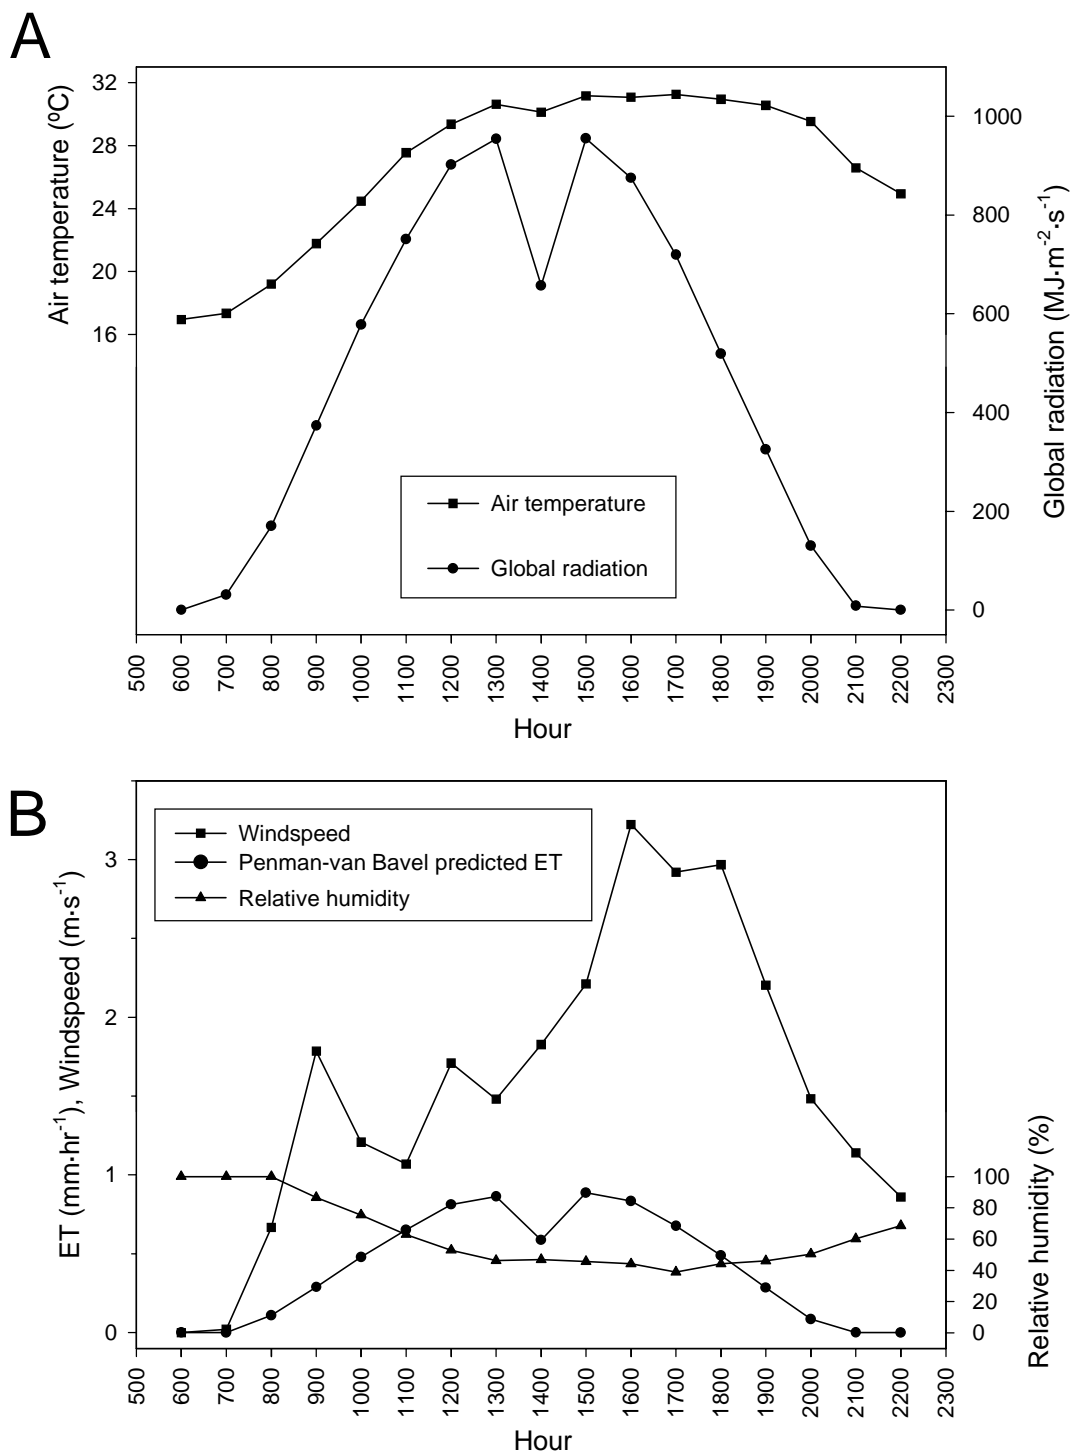 A
Air temperature (ºC)
32
28
24
20
16
1000
800
600
400
200
0
Global radiation (MJ·m-2·s-1)
Air temperature
Global radiation
500 600 700 800 900 1000 1100 1200 1300 1400 1500 1600 1700 1800 1900 2000 2100 2200 2300
Hour
B
ET (mm·hr-1), Windspeed (m·s-1)
3
2
1
0
Windspeed
Penman-van Bavel predicted ET
Relative humidity
100
80
60
40
20
0
Relative humidity (%)
500 600 700 800 900 1000 1100 1200 1300 1400 1500 1600 1700 1800 1900 2000 2100 2200 2300
Hour